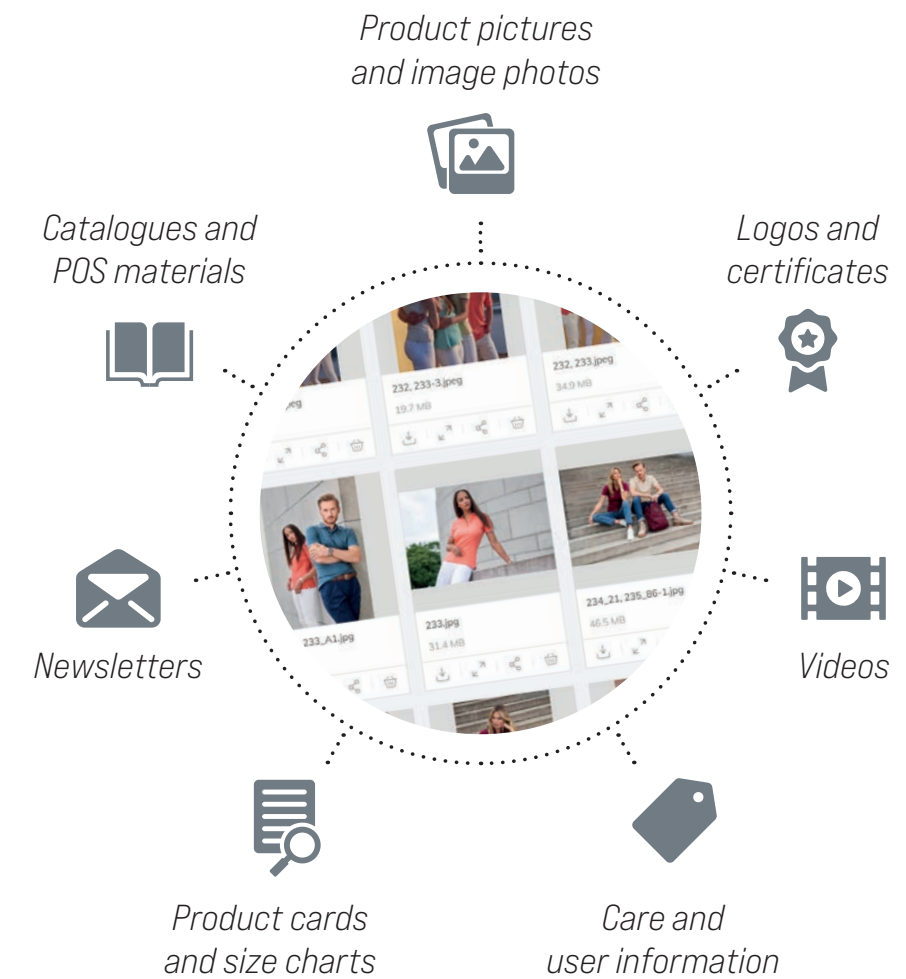 Product pictures
and image photos
Catalogues and
POS materials
Logos and
certificates
232, 233-3.jpeg
19.7 MB
232, 233.jpeg
34.9 MB
233_A1.jpg
233.jpg
31.4 MB
234_21, 235_86-1.jpg
46.5 MB
Newsletters
Videos
Product cards
and size charts
Care and
user information